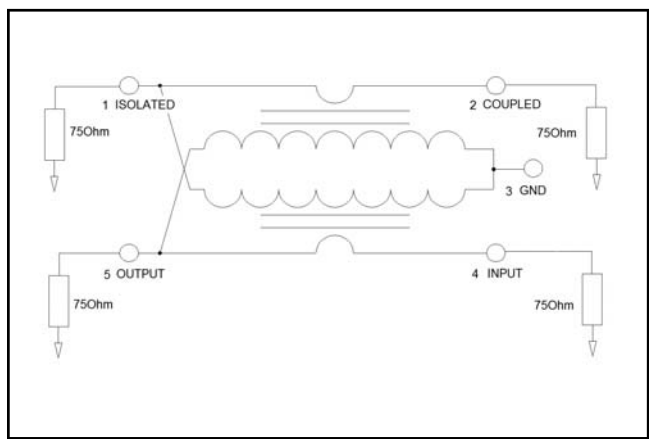 1 ISOLATED
2 COUPLED
75Ohm
75Ohm
3 GND
5 OUTPUT
4 INPUT
75Ohm
75Ohm